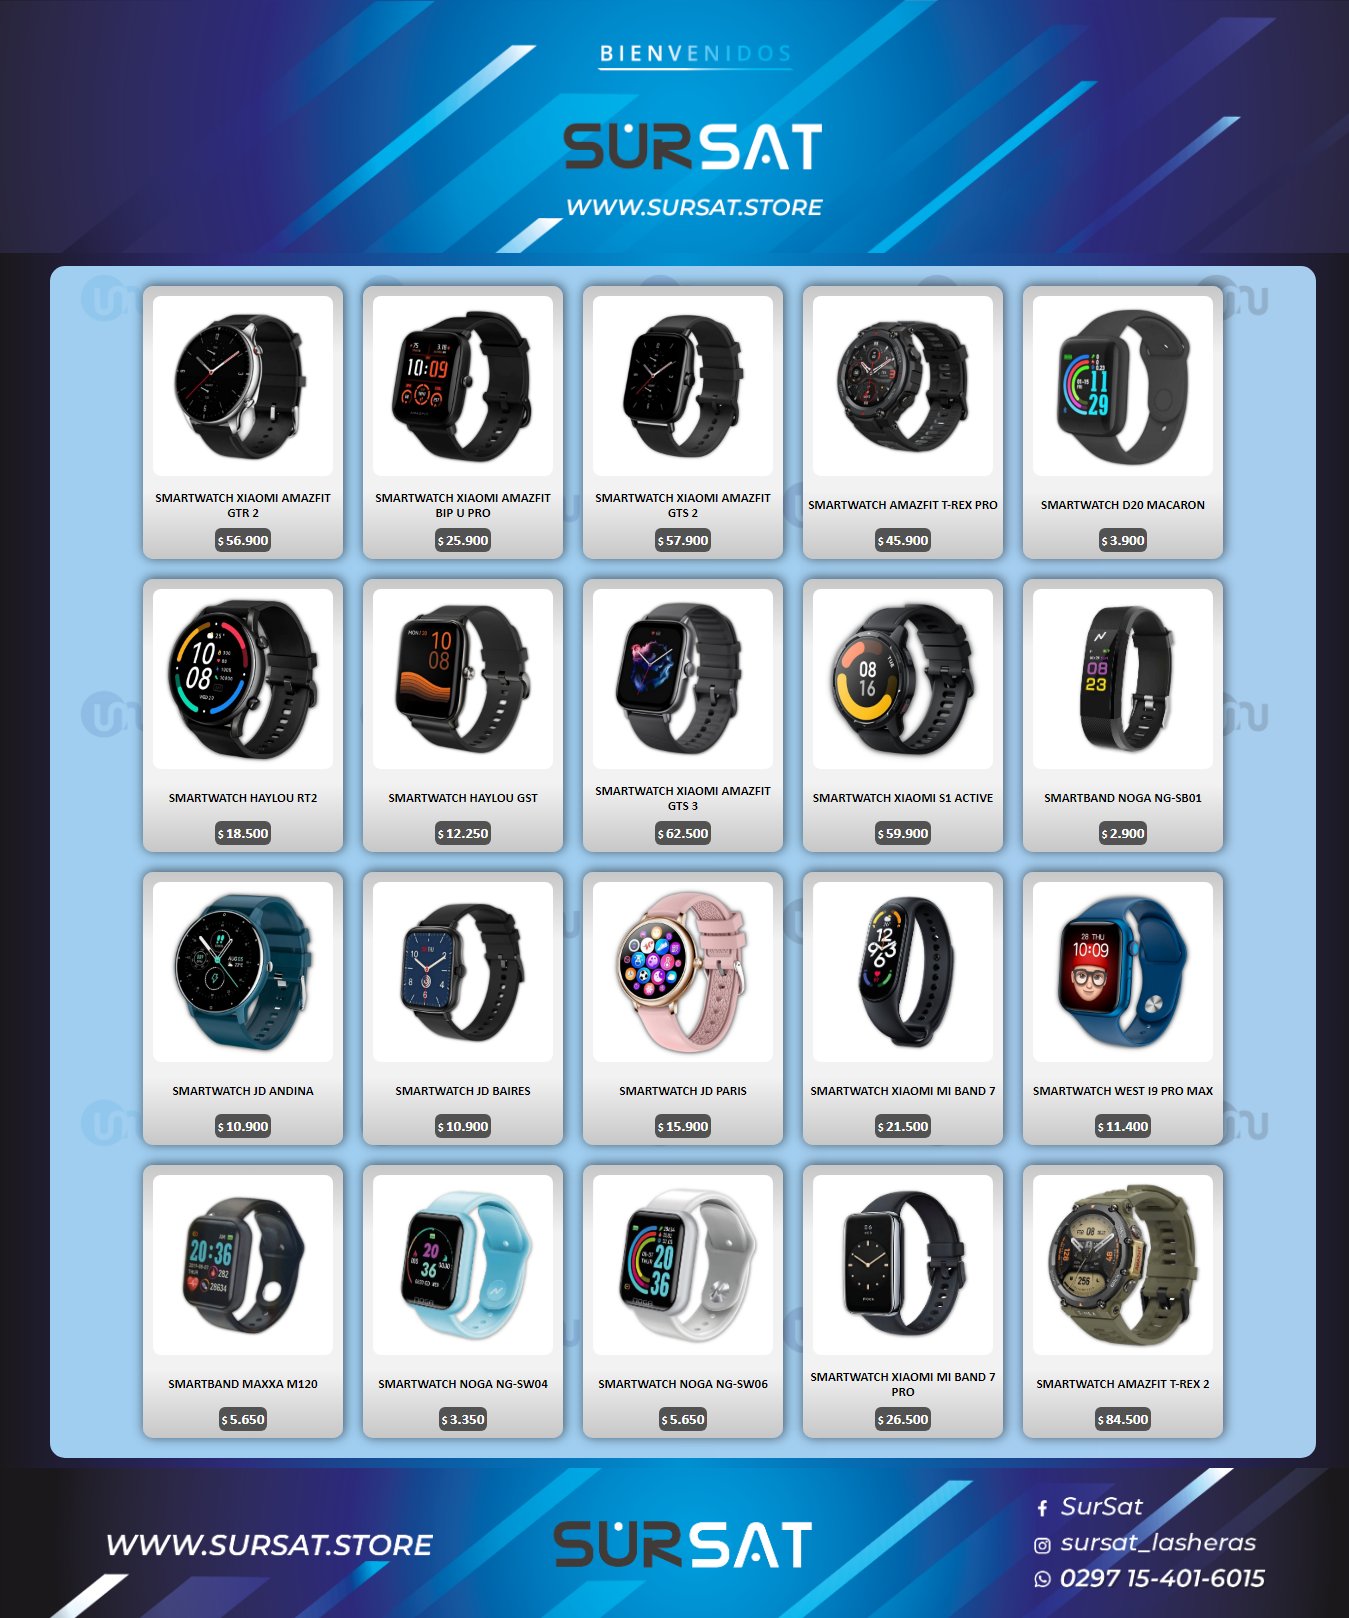 BIENVENIDOS
SURSAT
WWW.SURSAT.STORE
SMARTWATCH XIAOMI AMAZFIT
GTR 2
$ 56.900
SMARTWATCH XIAOMI AMAZFIT
BIP U PRO
$ 25.900
SMARTWATCH XIAOMI AMAZFIT
GTS 2
$ 57.900
SMARTWATCH AMAZFIT T-REX PRO
$ 45.900
SMARTWATCH D20 MACARON
$ 3.900
SMARTWATCH HAYLOU RT2
$ 18.500
SMARTWATCH HAYLOU GST
$ 12.250
SMARTWATCH XIAOMI AMAZFIT
GTS 3
$ 62.500
SMARTWATCH XIAOMI S1 ACTIVE
$ 59.900
SMARTBAND NOGA NG-SB01
$ 2.900
SMARTWATCH JD ANDINA
$ 10.900
SMARTWATCH JD BAIRES
$ 10.900
SMARTWATCH JD PARIS
$ 15.900
SMARTWATCH XIAOMI MI BAND 7
$ 21.500
SMARTWATCH WEST I9 PRO MAX
$ 11.400
SMARTBAND MAXXA M120
$ 5.650
SMARTWATCH NOGA NG-SW04
$ 3.350
SMARTWATCH NOGA NG-SW06
$ 5.650
SMARTWATCH XIAOMI MI BAND 7
PRO
$ 26.500
SMARTWATCH AMAZFIT T-REX 2
$ 84.500
WWW.SURSAT.STORE
SURSAT
SurSat
sursat_lasheras
0297 15-401-6015